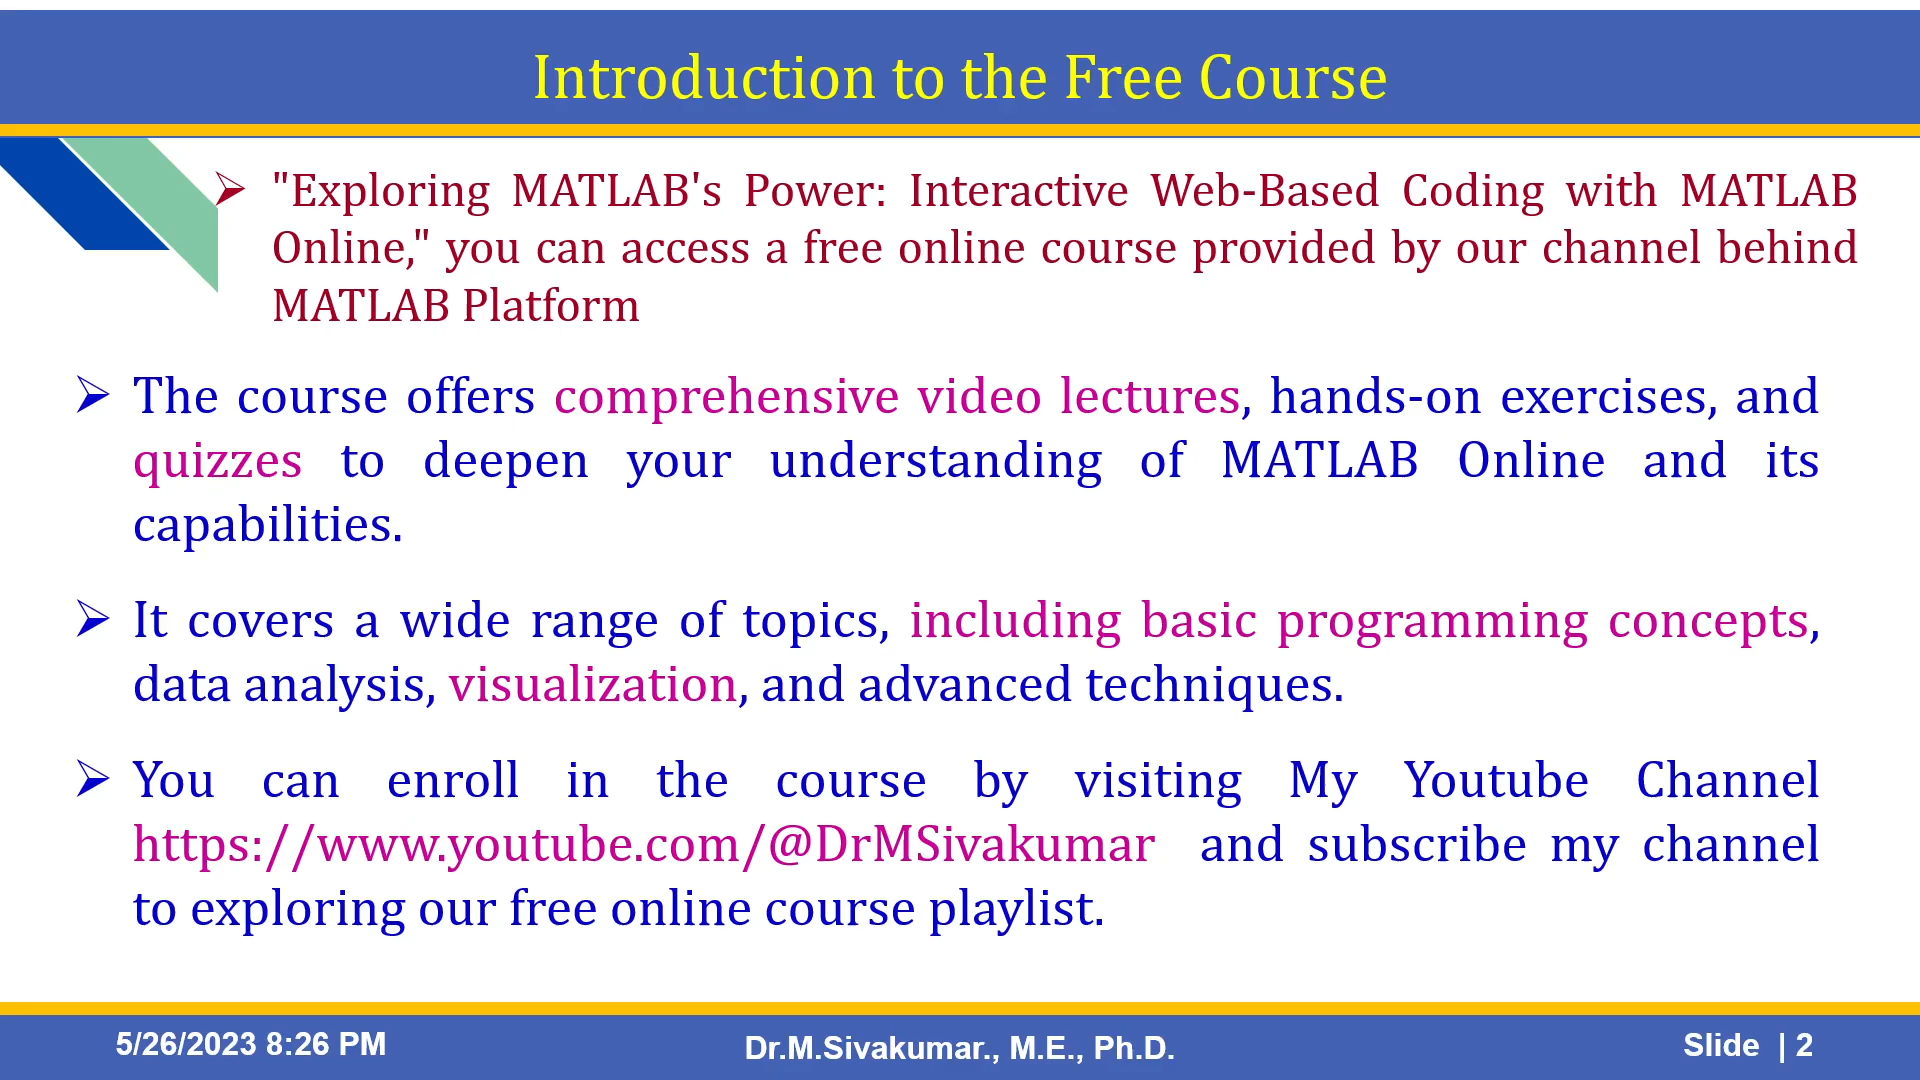 Introduction to the Free Course
➢ "Exploring MATLAB's Power: Interactive Web-Based Coding with MATLAB
Online," you can access a free online course provided by our channel behind
MATLAB Platform
➢ The course offers comprehensive video lectures, hands-on exercises, and
quizzes to deepen your understanding of MATLAB Online and its
capabilities.
➢ It covers a wide range of topics, including basic programming concepts,
data analysis, visualization, and advanced techniques.
➢ You can enroll in the course by visiting My Youtube Channel
https://www.youtube.com/@DrMSivakumar and subscribe my channel
to exploring our free online course playlist.
5/26/2023 8:26 PM
Dr.M.Sivakumar., M.E., Ph.D.
Slide | 2